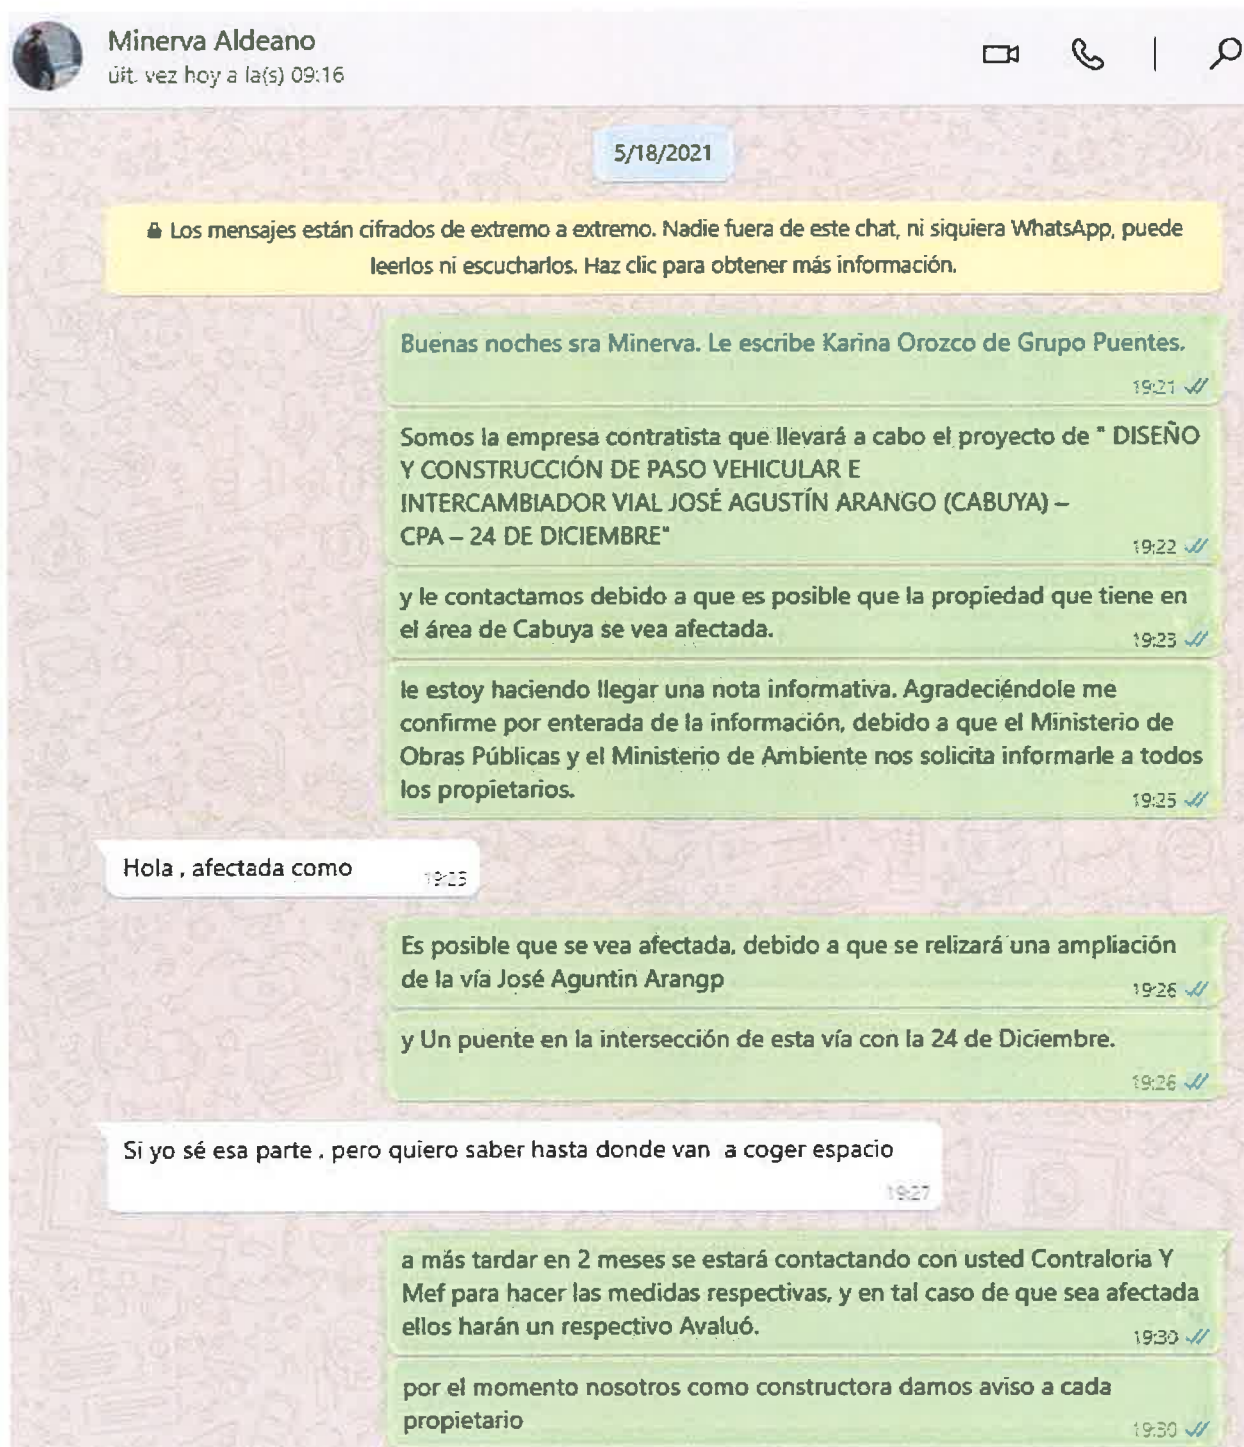 Minerva Aldeano
últ. vez hoy a la(s) 09:16
5/18/2021
Los mensajes están cifrados de extremo a extremo. Nadie fuera de este chat, ni siquiera WhatsApp, puede
leerlos ni escucharlos. Haz clic para obtener más información.
Buenas noches sra Minerva. Le escribe Karina Orozco de Grupo Puentes.
19:21
Somos la empresa contratista que llevará a cabo el proyecto de " DISEÑO
Y CONSTRUCCIÓN DE PASO VEHICULAR E
INTERCAMBIADOR VIAL JOSÉ AGUSTÍN ARANGO (CABUYA) –
CPA – 24 DE DICIEMBRE"
19:22
y le contactamos debido a que es posible que la propiedad que tiene en
el área de Cabuya se vea afectada.
19:23
le estoy haciendo llegar una nota informativa. Agradeciéndole me
confirme por enterada de la información, debido a que el Ministerio de
Obras Públicas y el Ministerio de Ambiente nos solicita informarle a todos
los propietarios.
19:25
Hola , afectada como
19:25
Es posible que se vea afectada, debido a que se relizará una ampliación
de la vía José Aguntin Arangp
19:26
y Un puente en la intersección de esta vía con la 24 de Diciembre.
19:26
Si yo sé esa parte , pero quiero saber hasta donde van a coger espacio
19:27
a más tardar en 2 meses se estará contactando con usted Contraloria Y
Mef para hacer las medidas respectivas, y en tal caso de que sea afectada
ellos harán un respectivo Avaluó.
19:30
por el momento nosotros como constructora damos aviso a cada
propietario
19:30